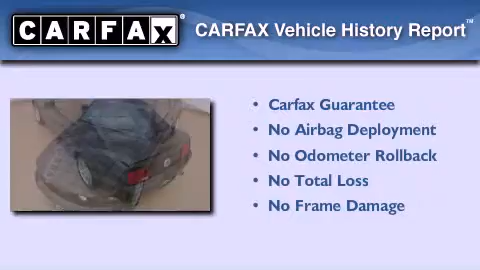 CARFAX® CARFAX Vehicle History Report™
• Carfax Guarantee
• No Airbag Deployment
• No Odometer Rollback
• No Total Loss
• No Frame Damage